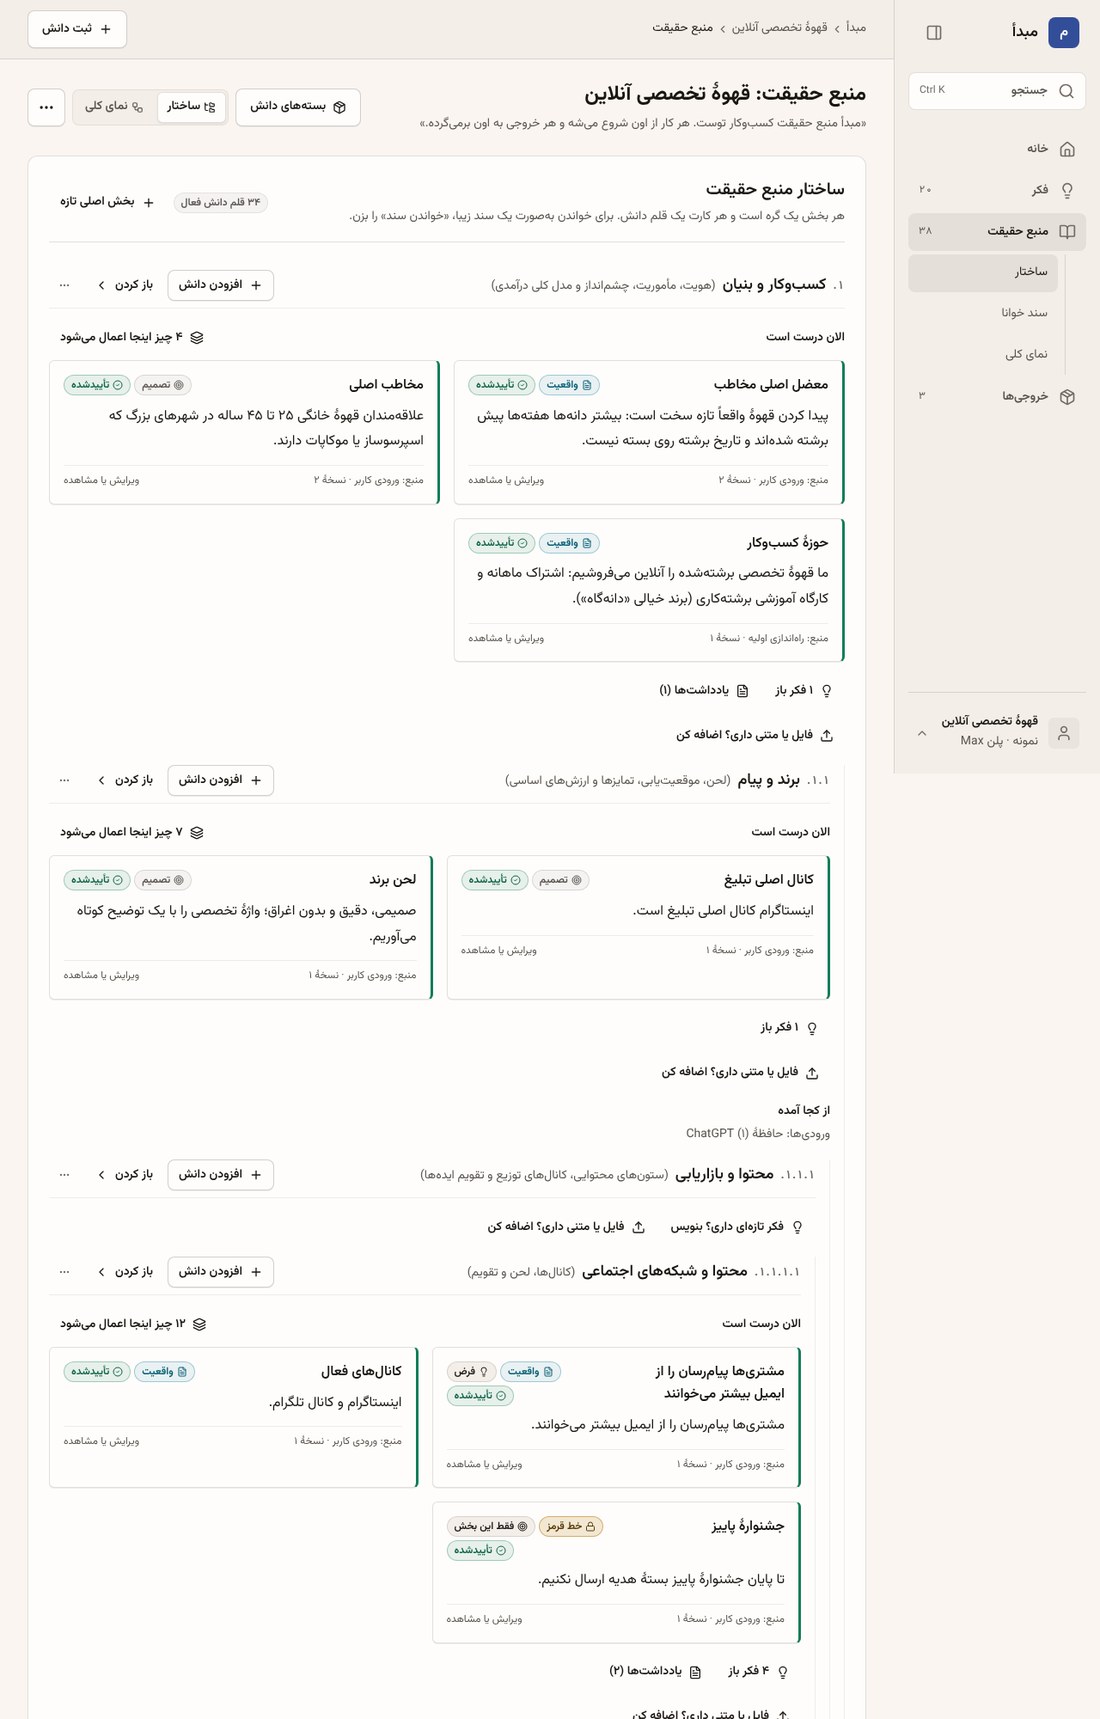 م
مبدأ
جستجو
Ctrl K
خانه
فکر
۲۰
منبع حقیقت
۳۸
ساختار
سند خوانا
نمای کلی
خروجی‌ها
۳
قهوهٔ تخصصی آنلاین
نمونه · پلن Max
مبدأ › قهوهٔ تخصصی آنلاین › منبع حقیقت
ثبت دانش
منبع حقیقت: قهوهٔ تخصصی آنلاین
«مبدأ منبع حقیقت کسب‌وکار توست. هر کار از اون شروع می‌شه و هر خروجی به اون برمی‌گرده.»
بسته‌های دانش
ساختار
نمای کلی
ساختار منبع حقیقت
هر بخش یک گره است و هر کارت یک قلم دانش. برای خواندن به‌صورت یک سند زیبا، «خواندن سند» را بزن.
۳۴ قلم دانش فعال
بخش اصلی تازه
۱. کسب‌وکار و بنیان (هویت، مأموریت، چشم‌انداز و مدل کلی درآمدی)
افزودن دانش
باز کردن
الان درست است
۴ چیز اینجا اعمال می‌شود
معضل اصلی مخاطب
واقعیت
تأییدشده
پیدا کردن قهوهٔ واقعاً تازه سخت است: بیشتر دانه‌ها هفته‌ها پیش
برشته شده‌اند و تاریخ برشته روی بسته نیست.
منبع: ورودی کاربر · نسخهٔ ۲
ویرایش یا مشاهده
مخاطب اصلی
تصمیم
تأییدشده
علاقه‌مندان قهوهٔ خانگی ۲۵ تا ۴۵ ساله در شهرهای بزرگ که
اسپرسوساز یا موکاپات دارند.
منبع: ورودی کاربر · نسخهٔ ۲
ویرایش یا مشاهده
حوزهٔ کسب‌وکار
واقعیت
تأییدشده
ما قهوهٔ تخصصی برشته‌شده را آنلاین می‌فروشیم: اشتراک ماهانه و
کارگاه آموزشی برشته‌کاری (برند خیالی «دانه‌گاه»).
منبع: راه‌اندازی اولیه · نسخهٔ ۱
ویرایش یا مشاهده
۱ فکر باز
یادداشت‌ها (۱)
فایل یا متنی داری؟ اضافه کن
۱.۱. برند و پیام (لحن، موقعیت‌یابی، تمایزها و ارزش‌های اساسی)
افزودن دانش
باز کردن
الان درست است
۷ چیز اینجا اعمال می‌شود
کانال اصلی تبلیغ
تصمیم
تأییدشده
اینستاگرام کانال اصلی تبلیغ است.
منبع: ورودی کاربر · نسخهٔ ۱
ویرایش یا مشاهده
لحن برند
تصمیم
تأییدشده
صمیمی، دقیق و بدون اغراق؛ واژهٔ تخصصی را با یک توضیح کوتاه
می‌آوریم.
منبع: ورودی کاربر · نسخهٔ ۱
ویرایش یا مشاهده
۱ فکر باز
فایل یا متنی داری؟ اضافه کن
از کجا آمده
ورودی‌ها: حافظهٔ ChatGPT (۱)
۱.۱.۱. محتوا و بازاریابی (ستون‌های محتوایی، کانال‌های توزیع و تقویم ایده‌ها)
افزودن دانش
باز کردن
فکر تازه‌ای داری؟ بنویس
فایل یا متنی داری؟ اضافه کن
۱.۱.۱.۱. محتوا و شبکه‌های اجتماعی (کانال‌ها، لحن و تقویم)
افزودن دانش
باز کردن
الان درست است
۱۲ چیز اینجا اعمال می‌شود
مشتری‌ها پیام‌رسان را از
ایمیل بیشتر می‌خوانند
واقعیت
فرض
تأییدشده
مشتری‌ها پیام‌رسان را از ایمیل بیشتر می‌خوانند.
منبع: ورودی کاربر · نسخهٔ ۱
ویرایش یا مشاهده
کانال‌های فعال
واقعیت
تأییدشده
اینستاگرام و کانال تلگرام.
منبع: ورودی کاربر · نسخهٔ ۱
ویرایش یا مشاهده
جشنوارهٔ پاییز
خط قرمز
فقط این بخش
تأییدشده
تا پایان جشنوارهٔ پاییز بستهٔ هدیه ارسال نکنیم.
منبع: ورودی کاربر · نسخهٔ ۱
ویرایش یا مشاهده
۴ فکر باز
یادداشت‌ها (۲)
فایل یا متنی داری؟ اضافه کن